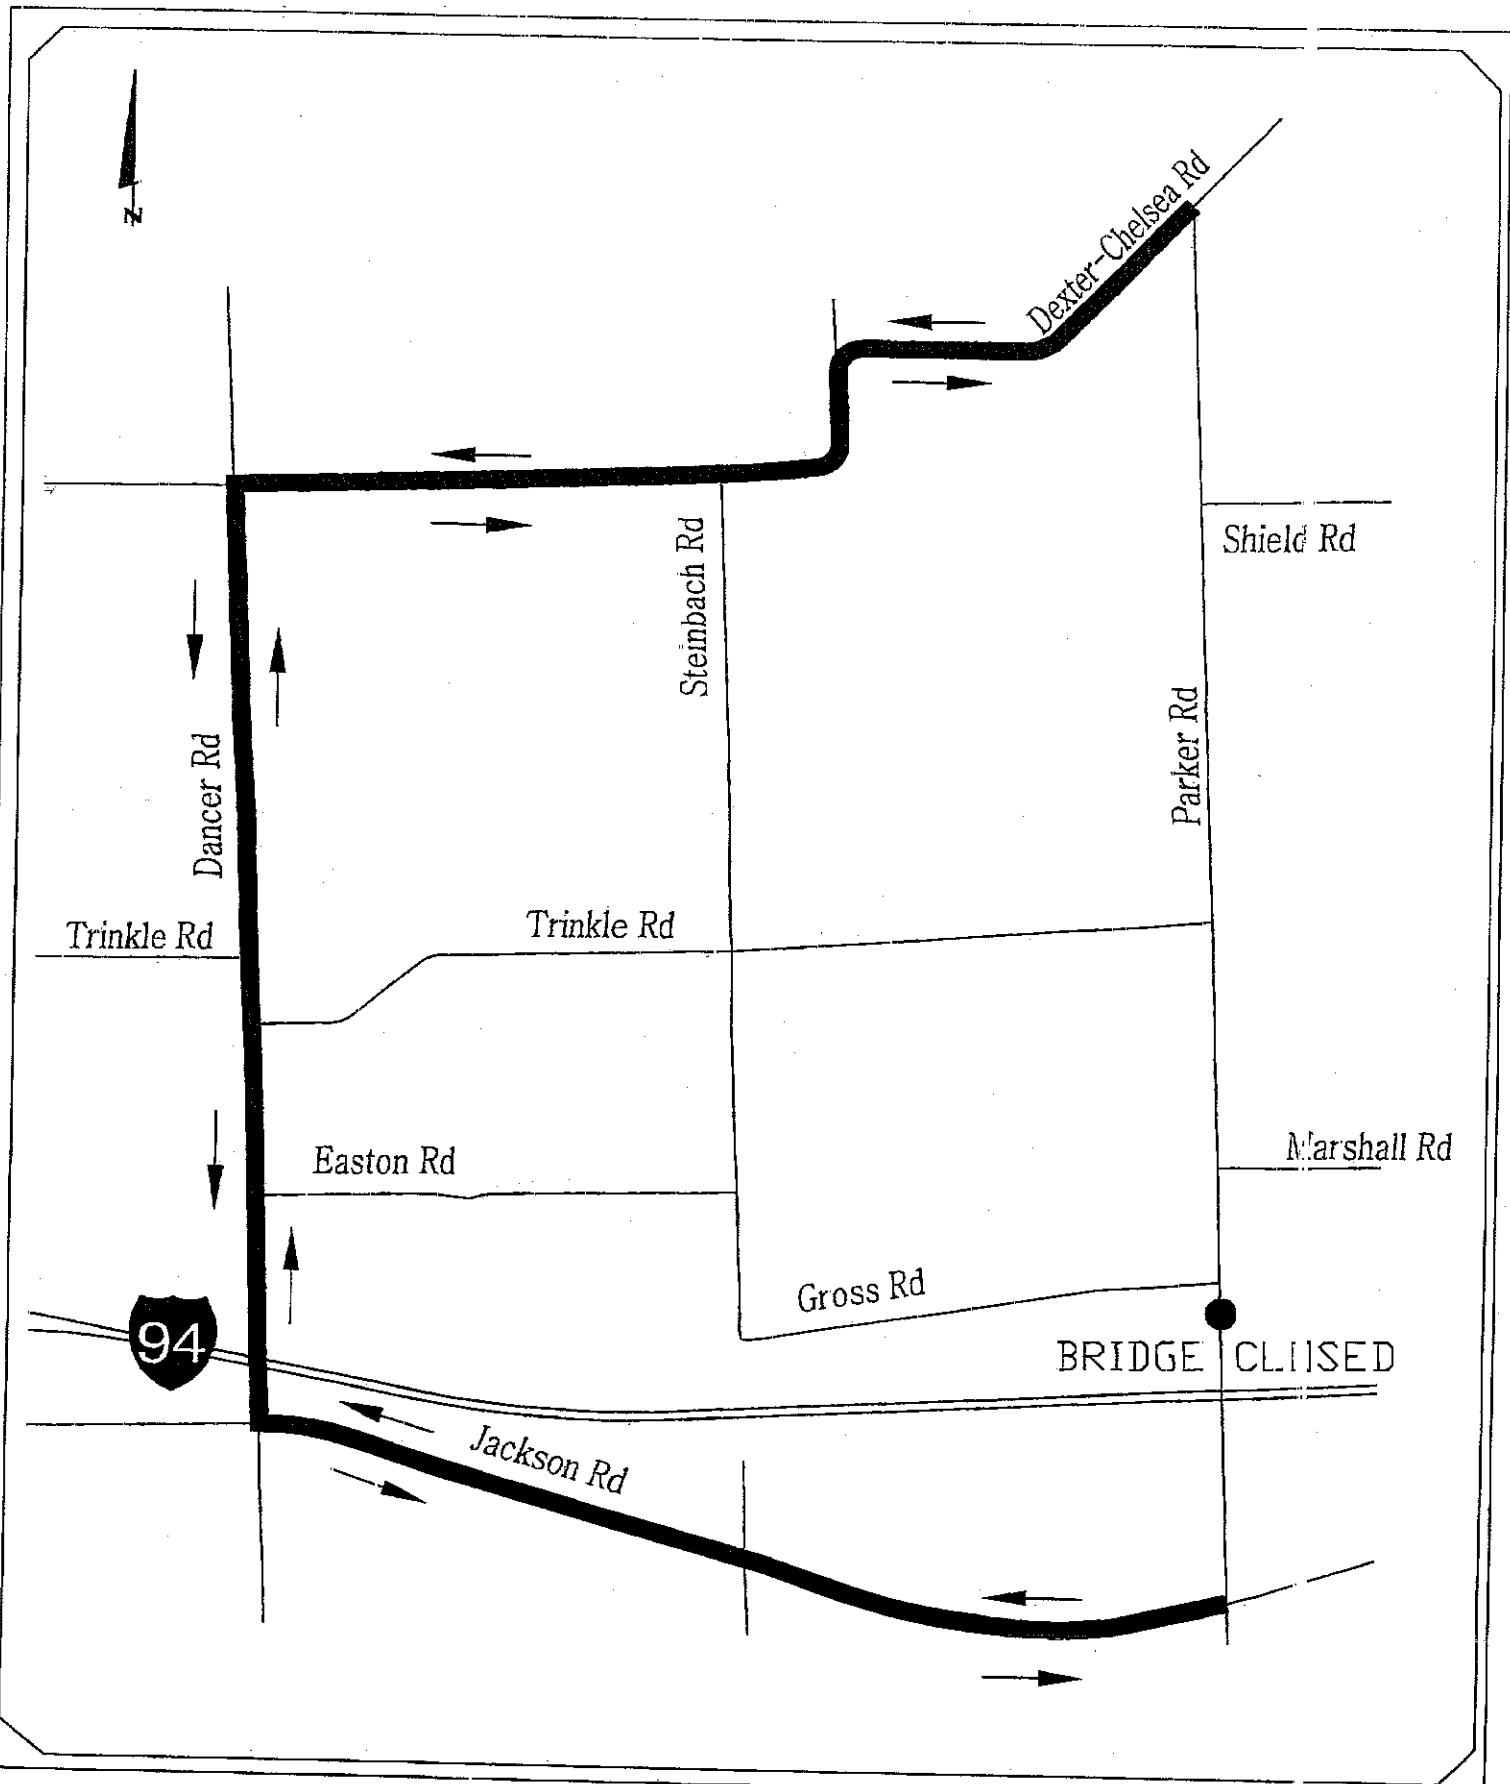 N
Dexter-Chelsea Rd
Shield Rd
Steinbach Rd
Parker Rd
Dancer Rd
Trinkle Rd
Trinkle Rd
Easton Rd
Marshall Rd
Gross Rd
94
BRIDGE CLOSED
Jackson Rd